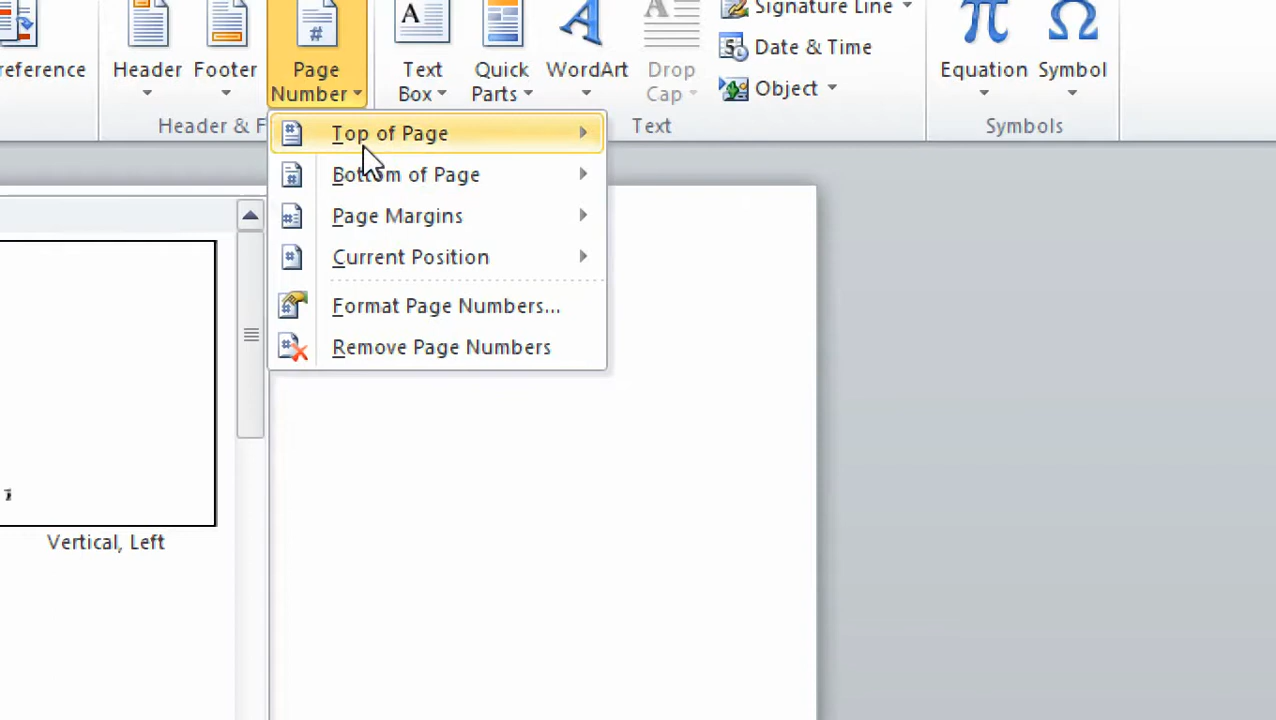 Signature Line
Date & Time
Object
reference
Header
Footer
Page
Number
Text
Box
Quick
Parts
WordArt
Drop
Cap
Equation
Symbol
Header & F
Text
Symbols
Top of Page
Bottom of Page
Page Margins
Current Position
Format Page Numbers...
Remove Page Numbers
Vertical, Left